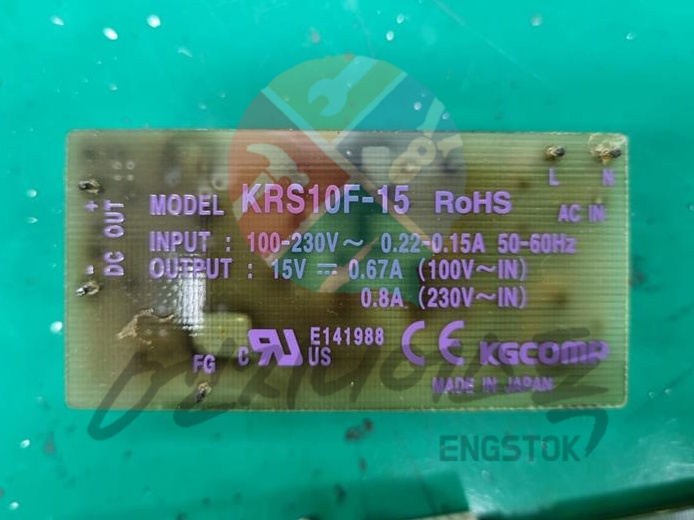 L N
MODEL KRS10F-15 RoHS
AC IN
+
DC OUT
-
INPUT : 100-230V～ 0.22-0.15A 50-60Hz
OUTPUT : 15V ⎓ 0.67A (100V～IN)
0.8A (230V～IN)
FG
c UR US E141988 CE KGCOMP
MADE IN JAPAN
ENGSTOK